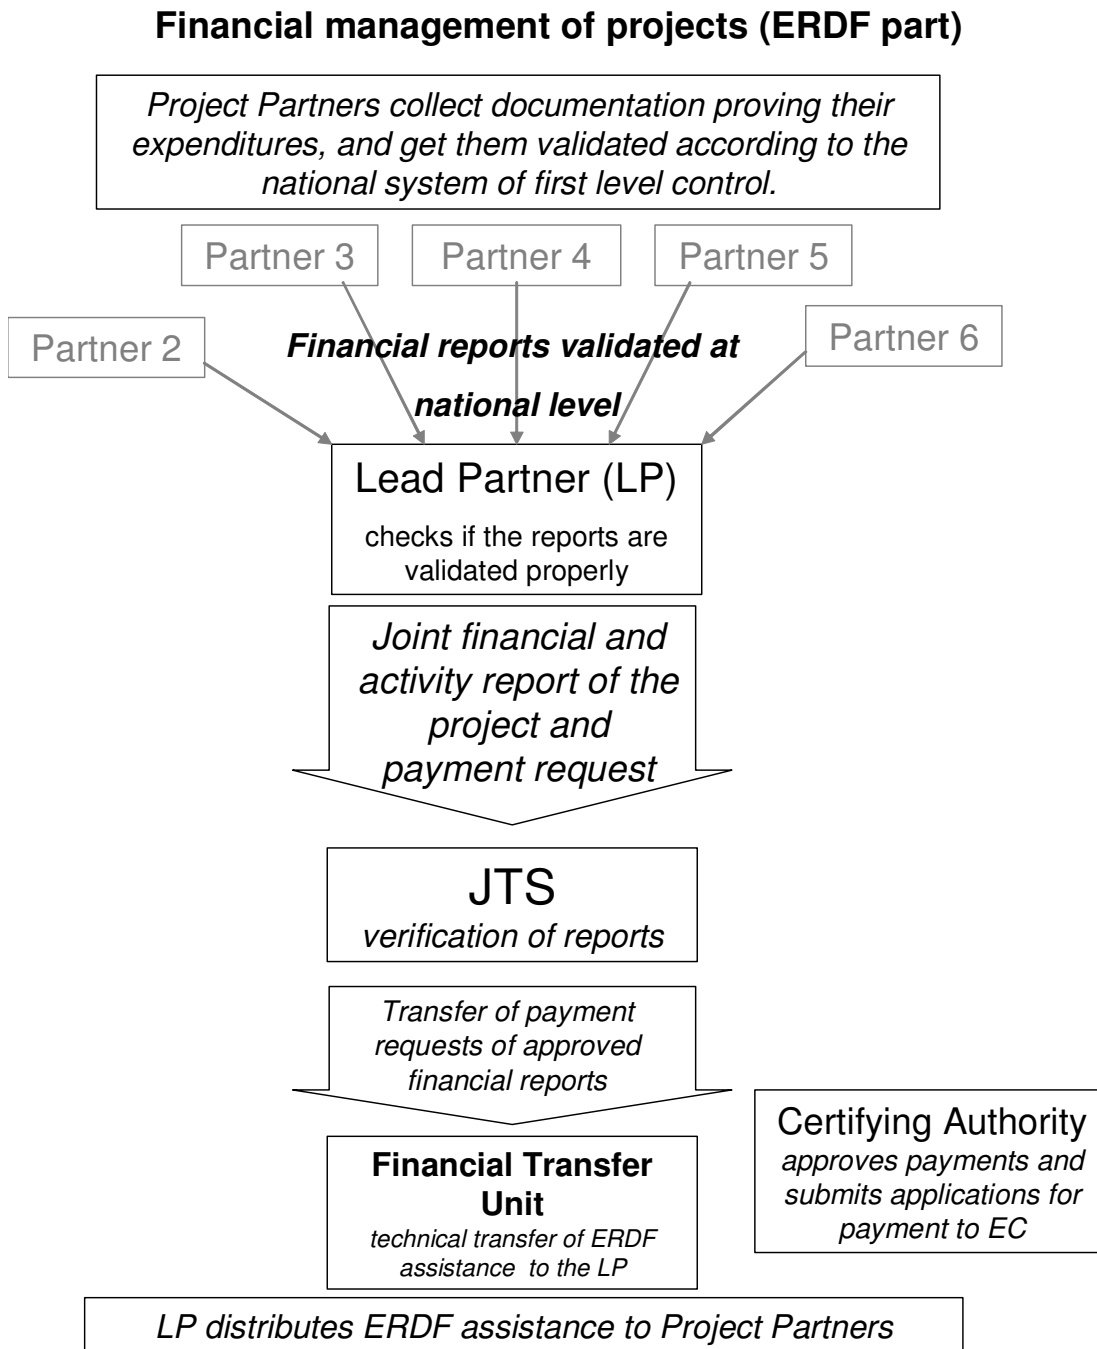 Financial management of projects (ERDF part)
Project Partners collect documentation proving their
expenditures, and get them validated according to the
national system of first level control.
Partner 3
Partner 4
Partner 5
Partner 2
Financial reports validated at
Partner 6
national level
Lead Partner (LP)
checks if the reports are
validated properly
Joint financial and
activity report of the
project and
payment request
JTS
verification of reports
Transfer of payment
requests of approved
financial reports
Certifying Authority
approves payments and
submits applications for
payment to EC
Financial Transfer
Unit
technical transfer of ERDF
assistance to the LP
LP distributes ERDF assistance to Project Partners